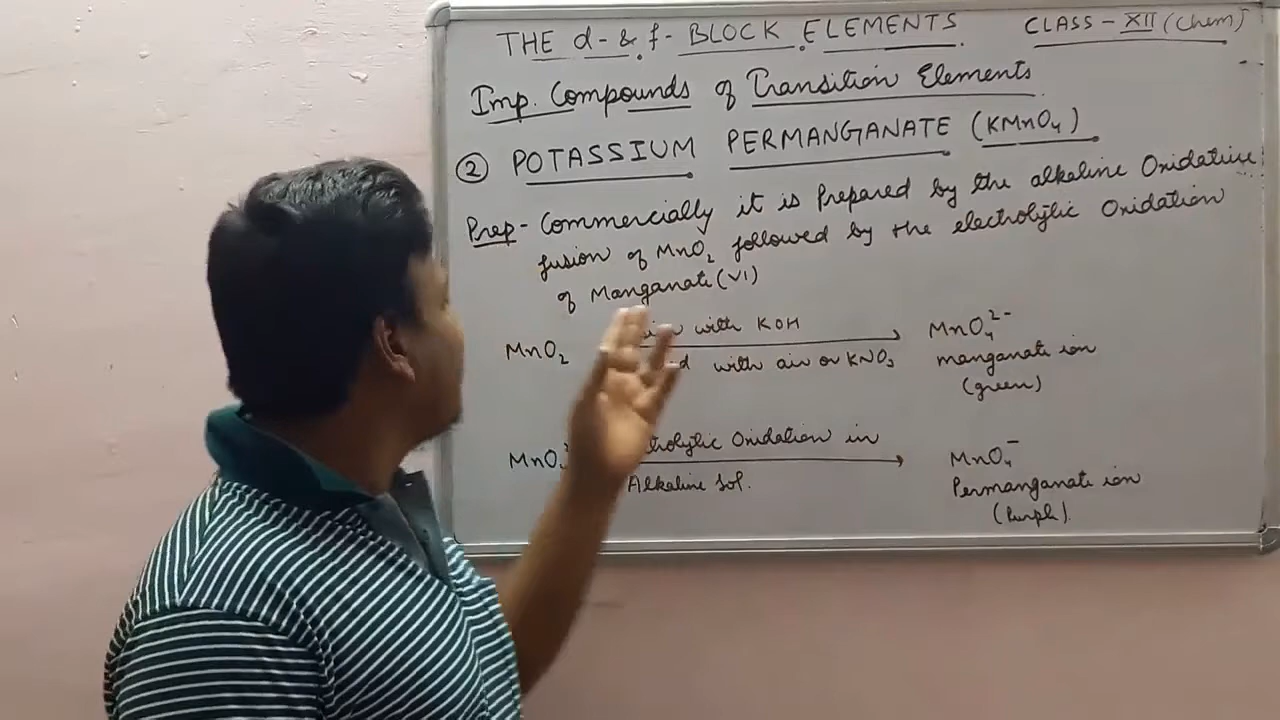 THE d- & f- BLOCK ELEMENTS CLASS - XII (Chem)
Imp. Compounds of Transition Elements
② POTASSIUM PERMANGANATE (KMnO₄)
Prep - Commercially it is Prepared by the alkaline Oxidative
fusion of MnO₂ followed by the electrolytic Oxidation
of Manganate (VI)
with KOH
MnO₂ → MnO₄²⁻
with air or KNO₃ manganate ion
(green)
Oxidation in
MnO₄⁻
Alkaline Sol. Permanganate ion
(Purple)